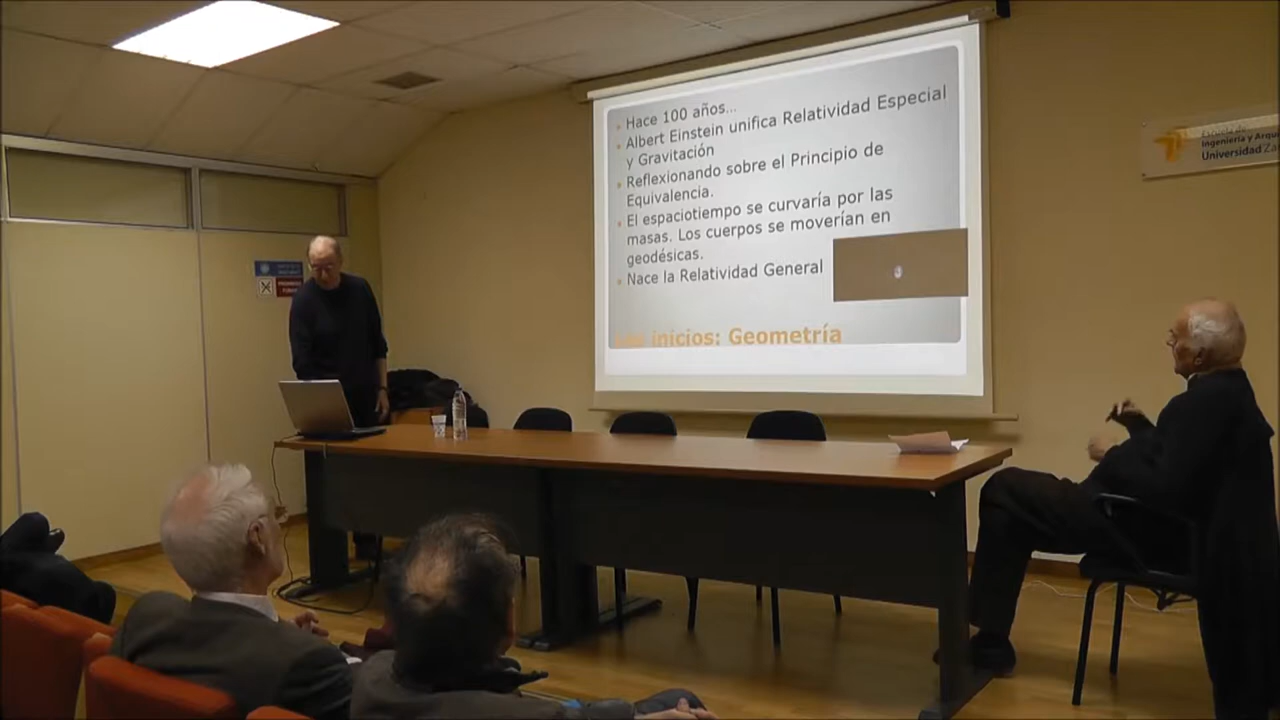 Hace 100 años...
Albert Einstein unifica Relatividad Especial
y Gravitación
Reflexionando sobre el Principio de
Equivalencia.
El espaciotiempo se curvaría por las
masas. Los cuerpos se moverían en
geodésicas.
Nace la Relatividad General
inicios: Geometría
Escuela de
Ingeniería y Arqu
Universidad Za